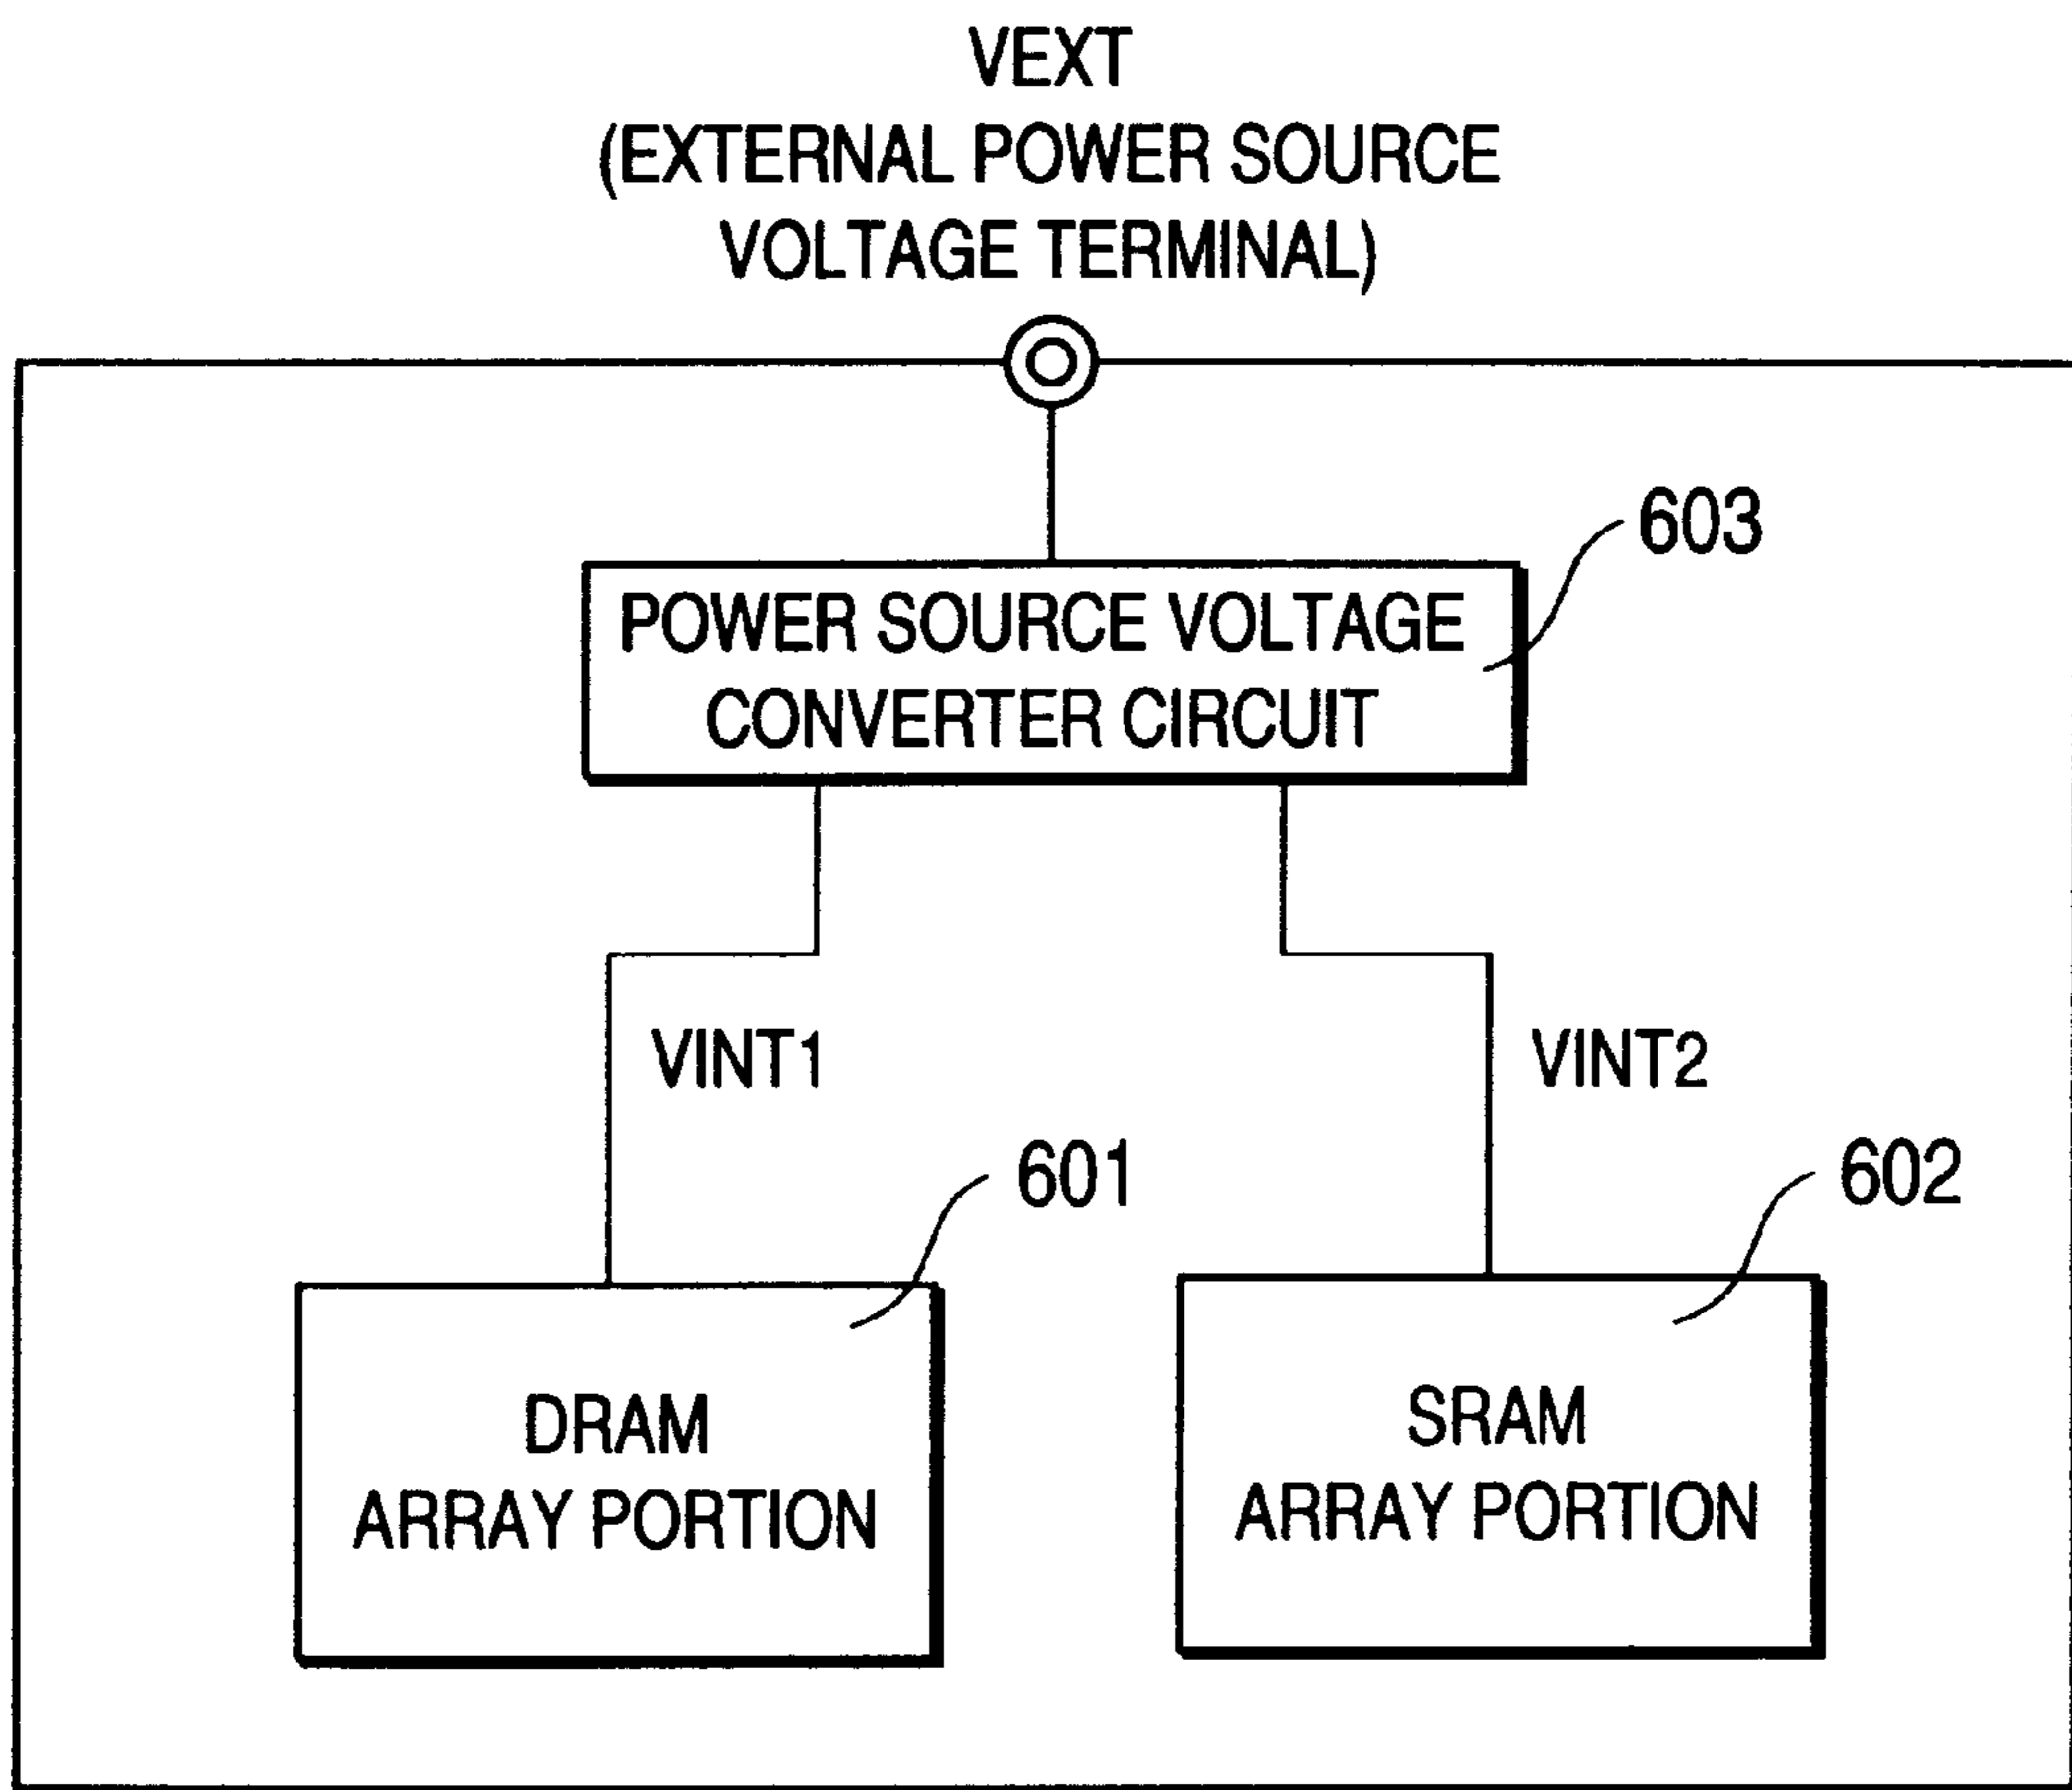 VEXT
(EXTERNAL POWER SOURCE
VOLTAGE TERMINAL)
603
POWER SOURCE VOLTAGE
CONVERTER CIRCUIT
VINT1
VINT2
601
602
DRAM
ARRAY PORTION
SRAM
ARRAY PORTION